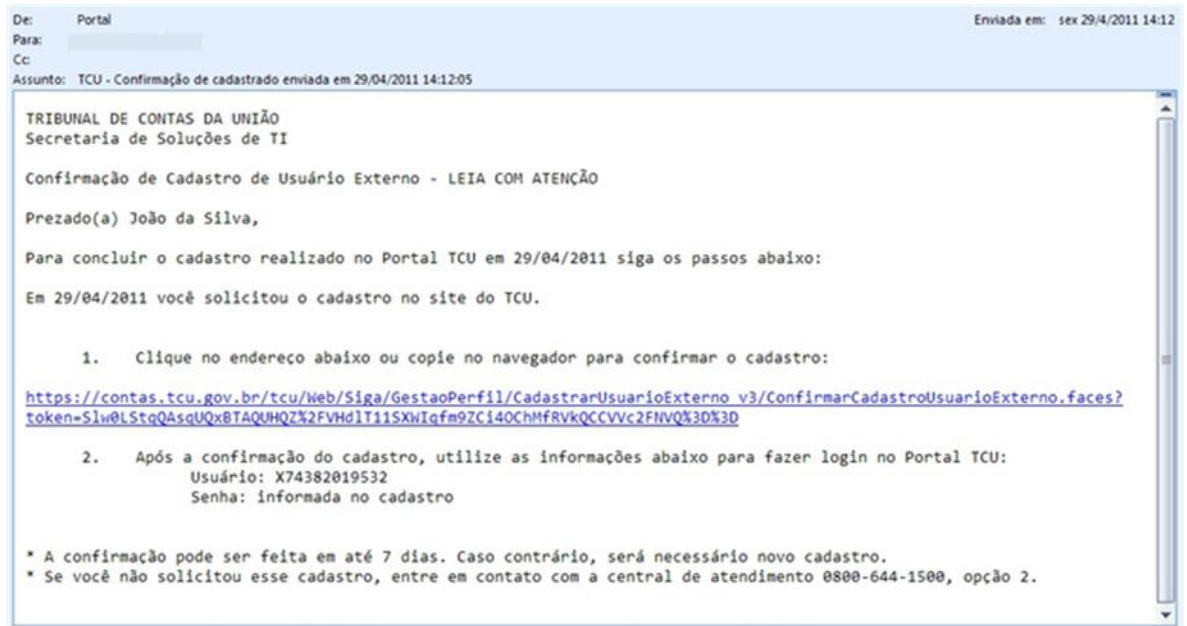 De: Portal Enviada em: sex 29/4/2011 14:12
Para:
Cc:
Assunto: TCU - Confirmação de cadastrado enviada em 29/04/2011 14:12:05
TRIBUNAL DE CONTAS DA UNIÃO
Secretaria de Soluções de TI
Confirmação de Cadastro de Usuário Externo - LEIA COM ATENÇÃO
Prezado(a) João da Silva,
Para concluir o cadastro realizado no Portal TCU em 29/04/2011 siga os passos abaixo:
Em 29/04/2011 você solicitou o cadastro no site do TCU.
1. Clique no endereço abaixo ou copie no navegador para confirmar o cadastro:
https://contas.tcu.gov.br/tcu/Web/Siga/GestaoPerfil/CadastrarUsuarioExterno_v3/ConfirmarCadastroUsuarioExterno.faces?
token=Slw0LStqQAsqUQxBTAQUHQZ%2FVHdlT11SXWIqfm9ZCi4OChMfRVkQCCVVc2FNVQ%3D%3D
2. Após a confirmação do cadastro, utilize as informações abaixo para fazer login no Portal TCU:
Usuário: X74382019532
Senha: informada no cadastro
* A confirmação pode ser feita em até 7 dias. Caso contrário, será necessário novo cadastro.
* Se você não solicitou esse cadastro, entre em contato com a central de atendimento 0800-644-1500, opção 2.